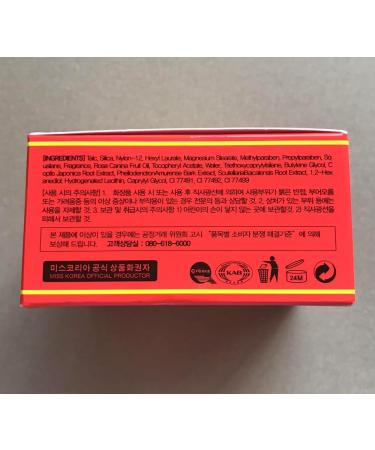 [INGREDIENTS] Talc, Silica, Nylon-12, Hexyl Laurate, Magnesium Stearate, Methylparaben, Propylparaben, Sq
ualane, Fragrance, Rosa Canina Fruit Oil, Tocopheryl Acetate, Water, Triethoxycaprylylsilane, Butylene Glycol, C
optis Japonica Root Extract, PhellodendronAmurense Bark Extract, ScutellariaBaicalensis Root Extract, 1,2-Hex
anediol, Hydrogenated Lecithin, Caprylyl Glycol, CI 77491, CI 77492, CI 77499
[사용 시의 주의사항] 1. 화장품 사용 시 또는 사용 후 직사광선에 의하여 사용부위가 붉은 반점, 부어오름
또는 가려움증 등의 이상 증상이나 부작용이 있는 경우 전문의 등과 상담할 것. 2. 상처가 있는 부위 등에는
사용을 자제할 것. 3. 보관 및 취급시의 주의사항 1) 어린이의 손이 닿지 않는 곳에 보관할것. 2) 직사광선을
피해서 보관할 것.
본 제품에 이상이 있을 경우에는 공정거래 위원회 고시 "품목별 소비자 분쟁 해결기준" 에 의해
보상해 드립니다. 고객상담실: 080-618-6000
미스코리아 공식 상품화권자
MISS KOREA OFFICIAL PRODUCTOR
KAB
24M